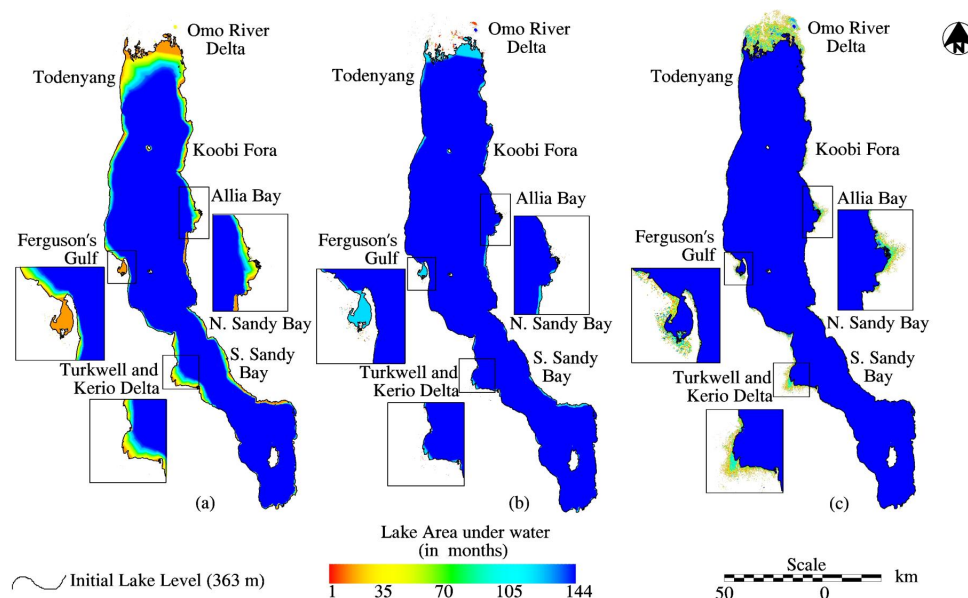 Omo River
Delta
Todenyang
Koobi Fora
Allia Bay
Ferguson's
Gulf
N. Sandy Bay
S. Sandy
Bay
Turkwell and
Kerio Delta
(a)
Omo River
Delta
Todenyang
Koobi Fora
Allia Bay
Ferguson's
Gulf
N. Sandy Bay
S. Sandy
Bay
Turkwell and
Kerio Delta
(b)
Omo River
Delta
Todenyang
Koobi Fora
Allia Bay
Ferguson's
Gulf
N. Sandy Bay
S. Sandy
Bay
Turkwell and
Kerio Delta
(c)
N
Initial Lake Level (363 m)
Lake Area under water
(in months)
1 35 70 105 144
Scale
km
50 0